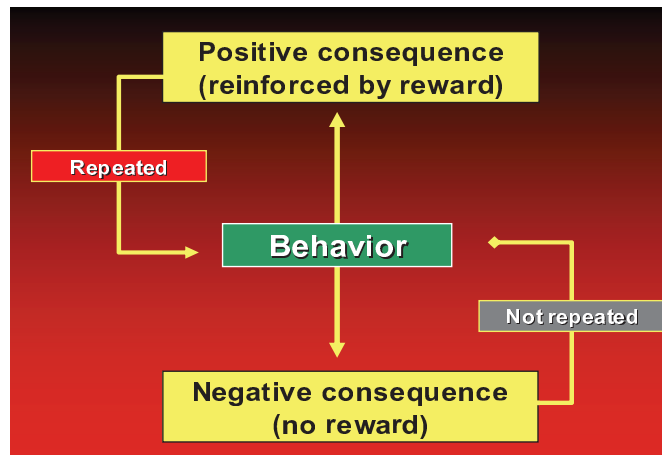 Positive consequence
(reinforced by reward)
Repeated
Behavior
Not repeated
Negative consequence
(no reward)